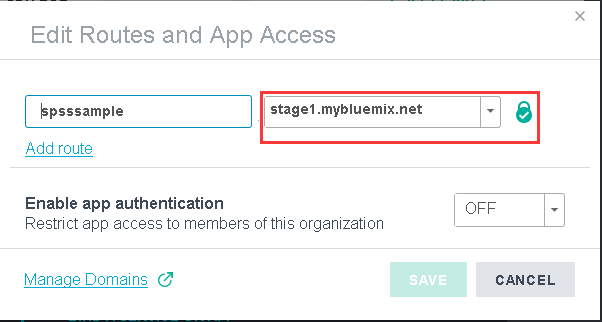 Edit Routes and App Access
spsssample . stage1.mybluemix.net
Add route
Enable app authentication
Restrict app access to members of this organization
OFF
Manage Domains
SAVE
CANCEL